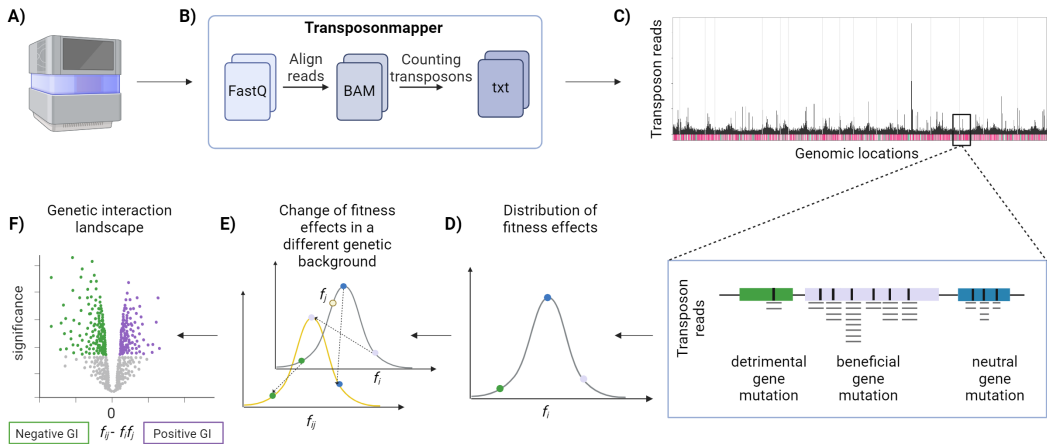 A)
B)
Transposonmapper
FastQ
Align
reads
BAM
Counting
transposons
txt
C)
Transposon reads
Genomic locations
Transposon
reads
detrimental
gene
mutation
beneficial
gene
mutation
neutral
gene
mutation
D)
Distribution of
fitness effects
fi
E)
Change of fitness
effects in a
different genetic
background
fj
fi
fij
F)
Genetic interaction
landscape
significance
0
Negative GI
fij- fifj
Positive GI